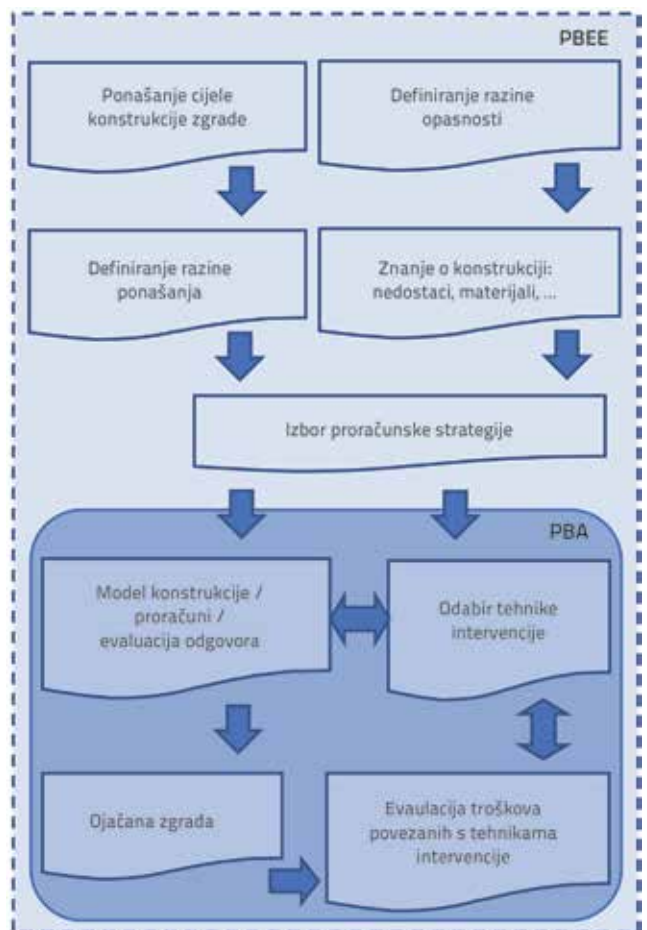 PBEE
Ponašanje cijele
konstrukcije zgrade
Definiranje razine
opasnosti
Definiranje razine
ponašanja
Znanje o konstrukciji:
nedostaci, materijali, ...
Izbor proračunske strategije
PBA
Model konstrukcije /
proračuni /
evaluacija odgovora
Odabir tehnike
intervencije
Ojačana zgrada
Evaulacija troškova
povezanih s tehnikama
intervencije